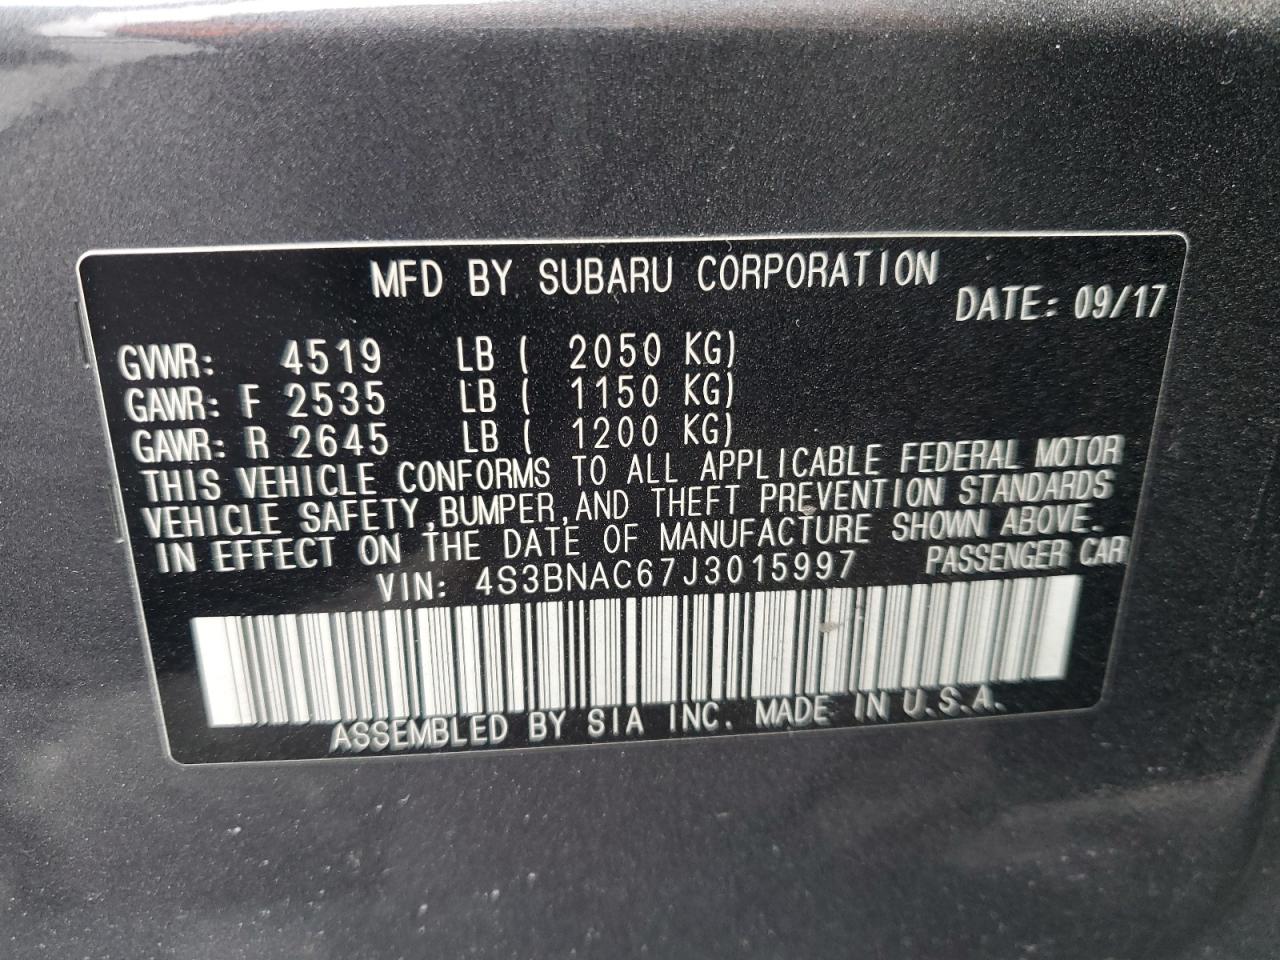 MFD BY SUBARU CORPORATION
DATE: 09/17
GVWR: 4519 LB ( 2050 KG)
GAWR: F 2535 LB ( 1150 KG)
GAWR: R 2645 LB ( 1200 KG)
THIS VEHICLE CONFORMS TO ALL APPLICABLE FEDERAL MOTOR
VEHICLE SAFETY,BUMPER,AND THEFT PREVENTION STANDARDS
IN EFFECT ON THE DATE OF MANUFACTURE SHOWN ABOVE.
VIN: 4S3BNAC67J3015997 PASSENGER CAR
ASSEMBLED BY SIA INC. MADE IN U.S.A.